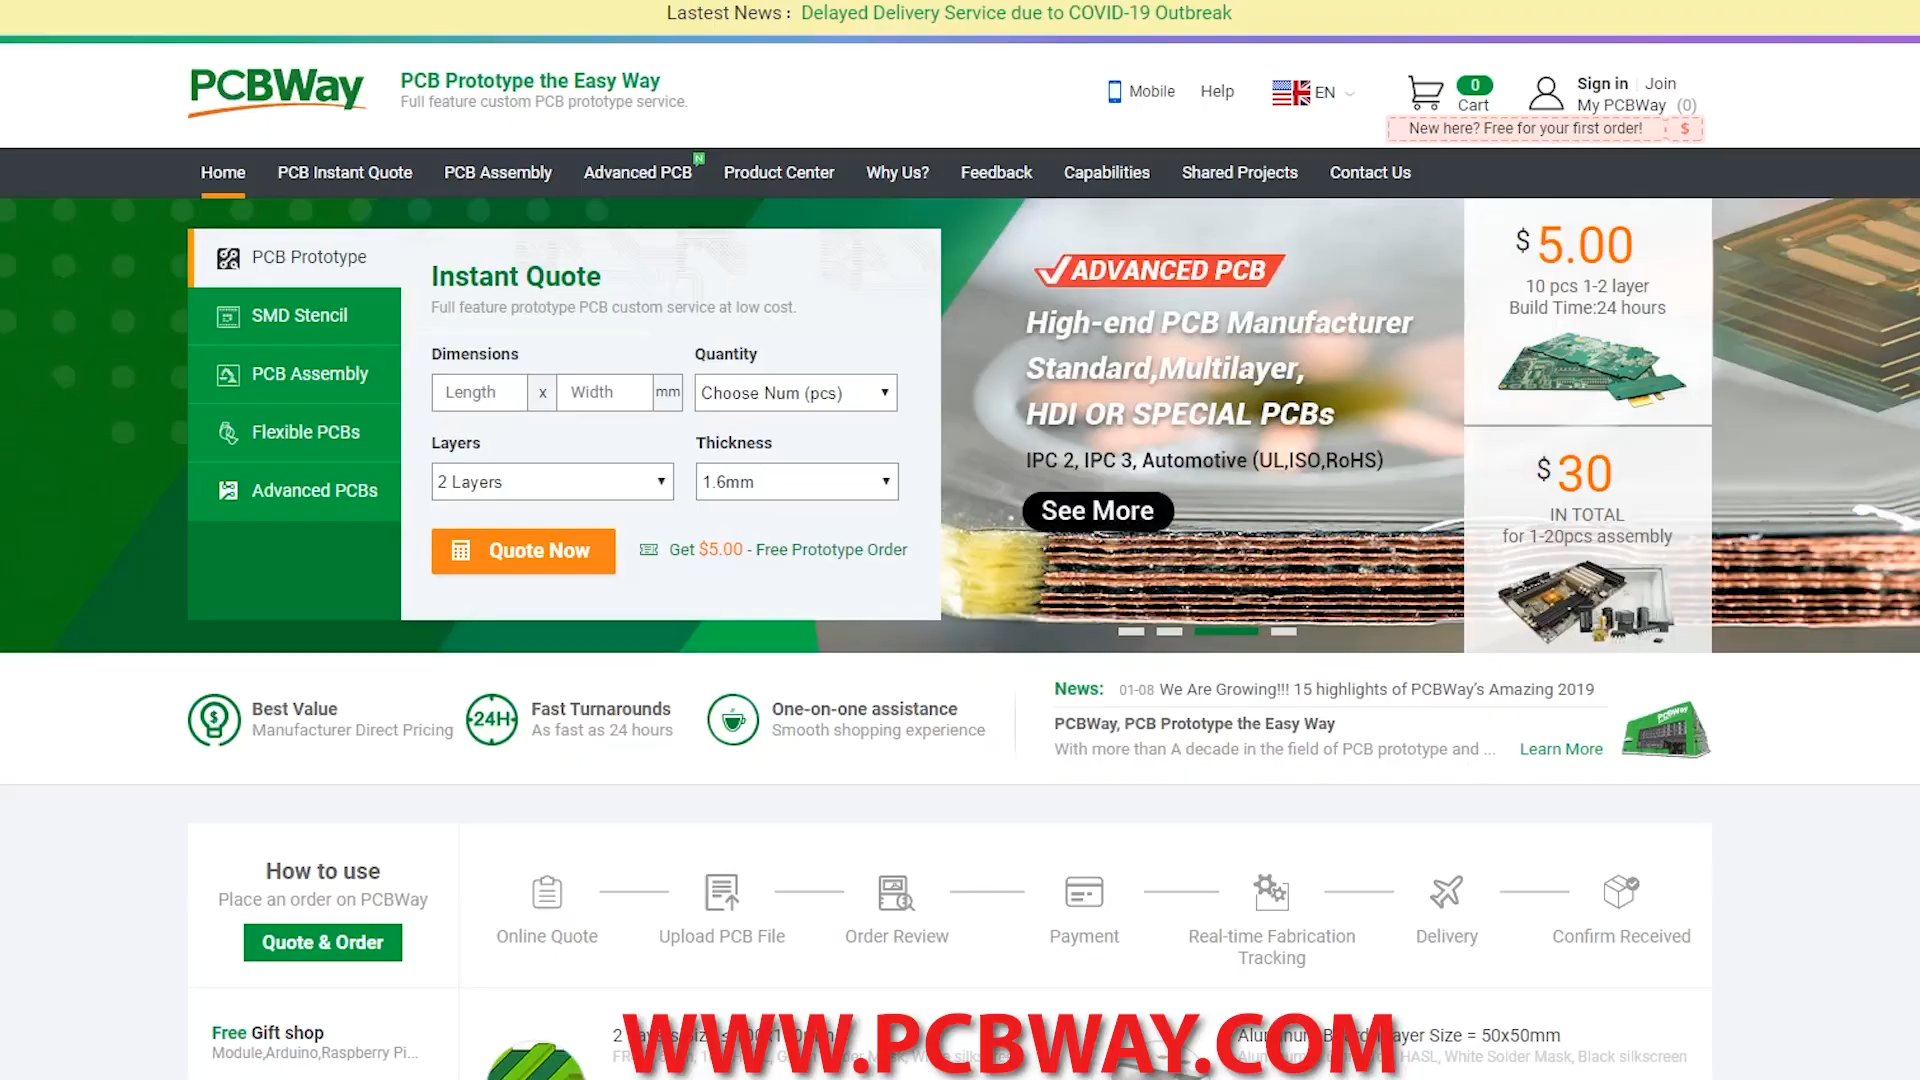 Lastest News : Delayed Delivery Service due to COVID-19 Outbreak
PCBWay
PCB Prototype the Easy Way
Full feature custom PCB prototype service.
Mobile
Help
EN
0
Cart
Sign in | Join
My PCBWay (0)
New here? Free for your first order! $
Home
PCB Instant Quote
PCB Assembly
Advanced PCB
N
Product Center
Why Us?
Feedback
Capabilities
Shared Projects
Contact Us
PCB Prototype
SMD Stencil
PCB Assembly
Flexible PCBs
Advanced PCBs
Instant Quote
Full feature prototype PCB custom service at low cost.
Dimensions
Quantity
Length x Width mm
Choose Num (pcs)
Layers
Thickness
2 Layers
1.6mm
Quote Now
Get $5.00 - Free Prototype Order
ADVANCED PCB
High-end PCB Manufacturer
Standard,Multilayer,
HDI OR SPECIAL PCBs
IPC 2, IPC 3, Automotive (UL,ISO,RoHS)
See More
$ 5.00
10 pcs 1-2 layer
Build Time:24 hours
$ 30
IN TOTAL
for 1-20pcs assembly
Best Value
Manufacturer Direct Pricing
24H
Fast Turnarounds
As fast as 24 hours
One-on-one assistance
Smooth shopping experience
News: 01-08 We Are Growing!!! 15 highlights of PCBWay's Amazing 2019
PCBWay, PCB Prototype the Easy Way
With more than A decade in the field of PCB prototype and ... Learn More
How to use
Place an order on PCBWay
Quote & Order
Online Quote
Upload PCB File
Order Review
Payment
Real-time Fabrication
Tracking
Delivery
Confirm Received
Free Gift shop
Module,Arduino,Raspberry Pi...
Layer Size = 50x50mm
HASL, White Solder Mask, Black silkscreen
WWW.PCBWAY.COM